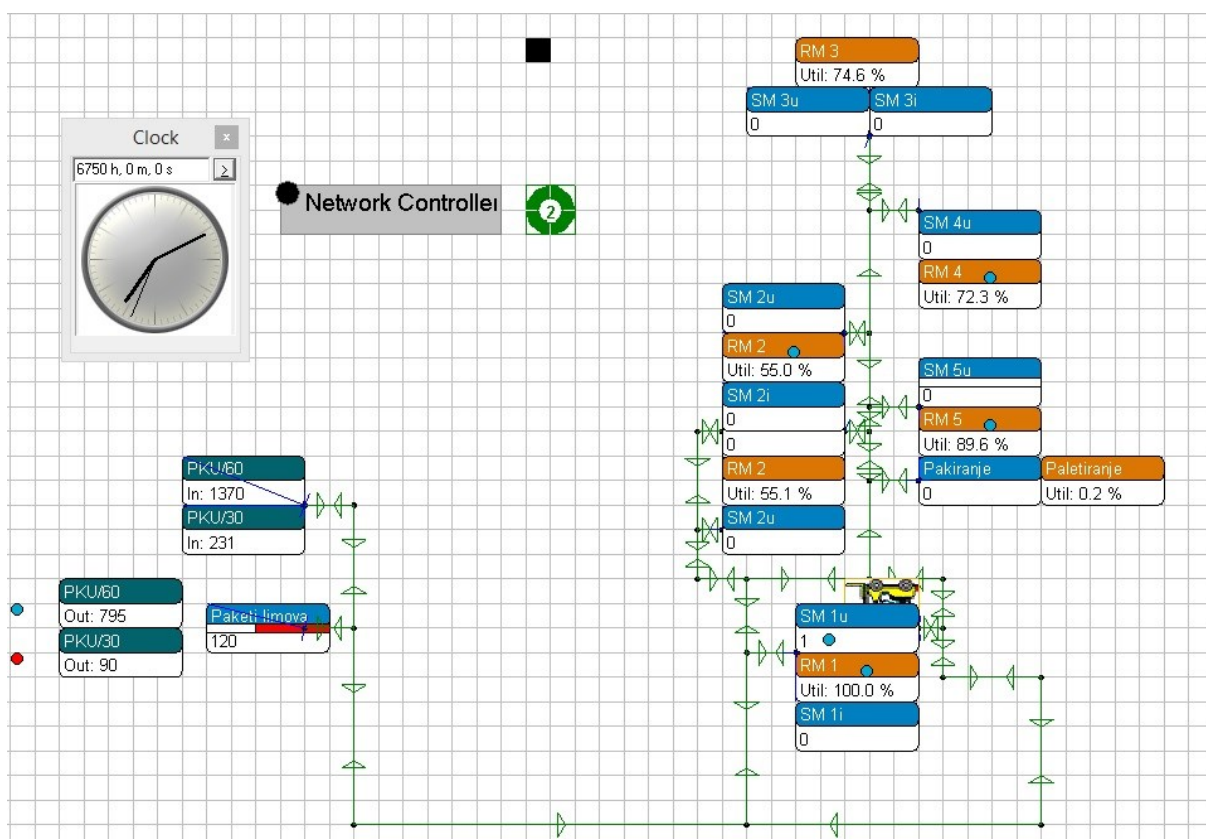 RM 3
Util: 74.6 %
SM 3u
SM 3i
0
0
Clock
x
6750 h, 0 m, 0 s
>
Network Controller
2
SM 4u
0
RM 4
Util: 72.3 %
SM 2u
0
RM 2
Util: 55.0 %
SM 2i
0
0
RM 2
Util: 55.1 %
SM 2u
0
SM 5u
0
RM 5
Util: 89.6 %
Pakiranje
0
Paletiranje
Util: 0.2 %
PKU/60
In: 1370
PKU/30
In: 231
PKU/60
Out: 795
PKU/30
Out: 90
Paketi limova
120
SM 1u
1
RM 1
Util: 100.0 %
SM 1i
0